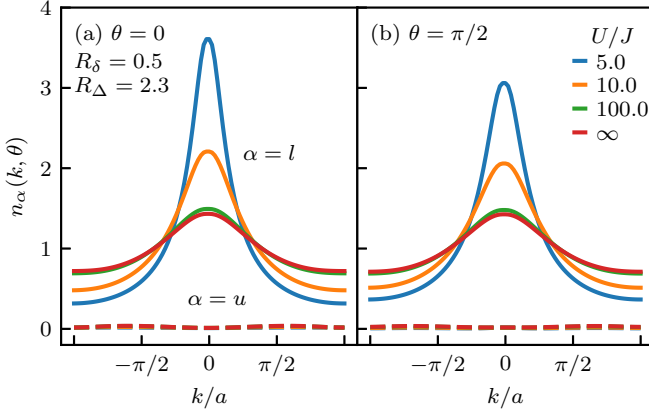 (a) θ = 0
R_δ = 0.5
R_Δ = 2.3
α = l
α = u
n_α(k, θ)
4
3
2
1
0
−π/2
0
π/2
k/a
(b) θ = π/2
U/J
5.0
10.0
100.0
∞
−π/2
0
π/2
k/a